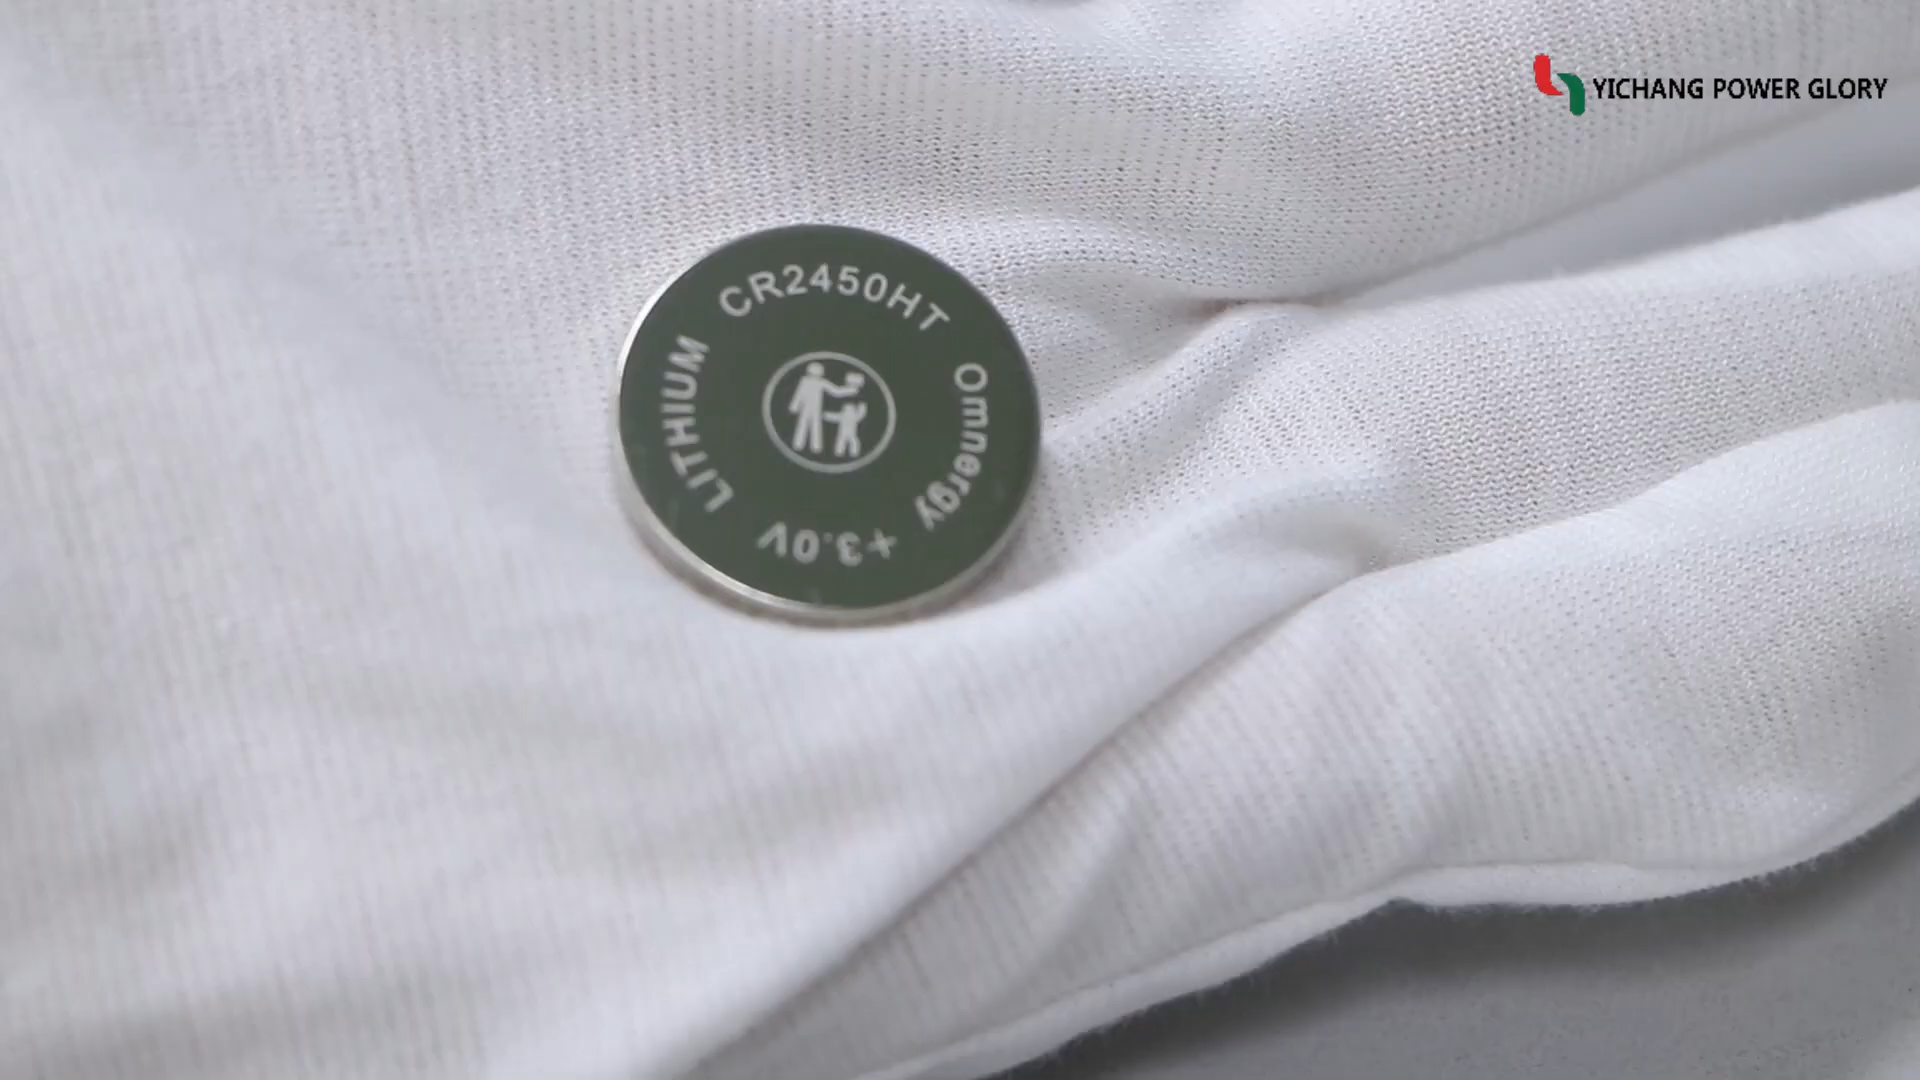 YICHANG POWER GLORY
CR2450HT
Omnergy
+3.0V
LITHIUM